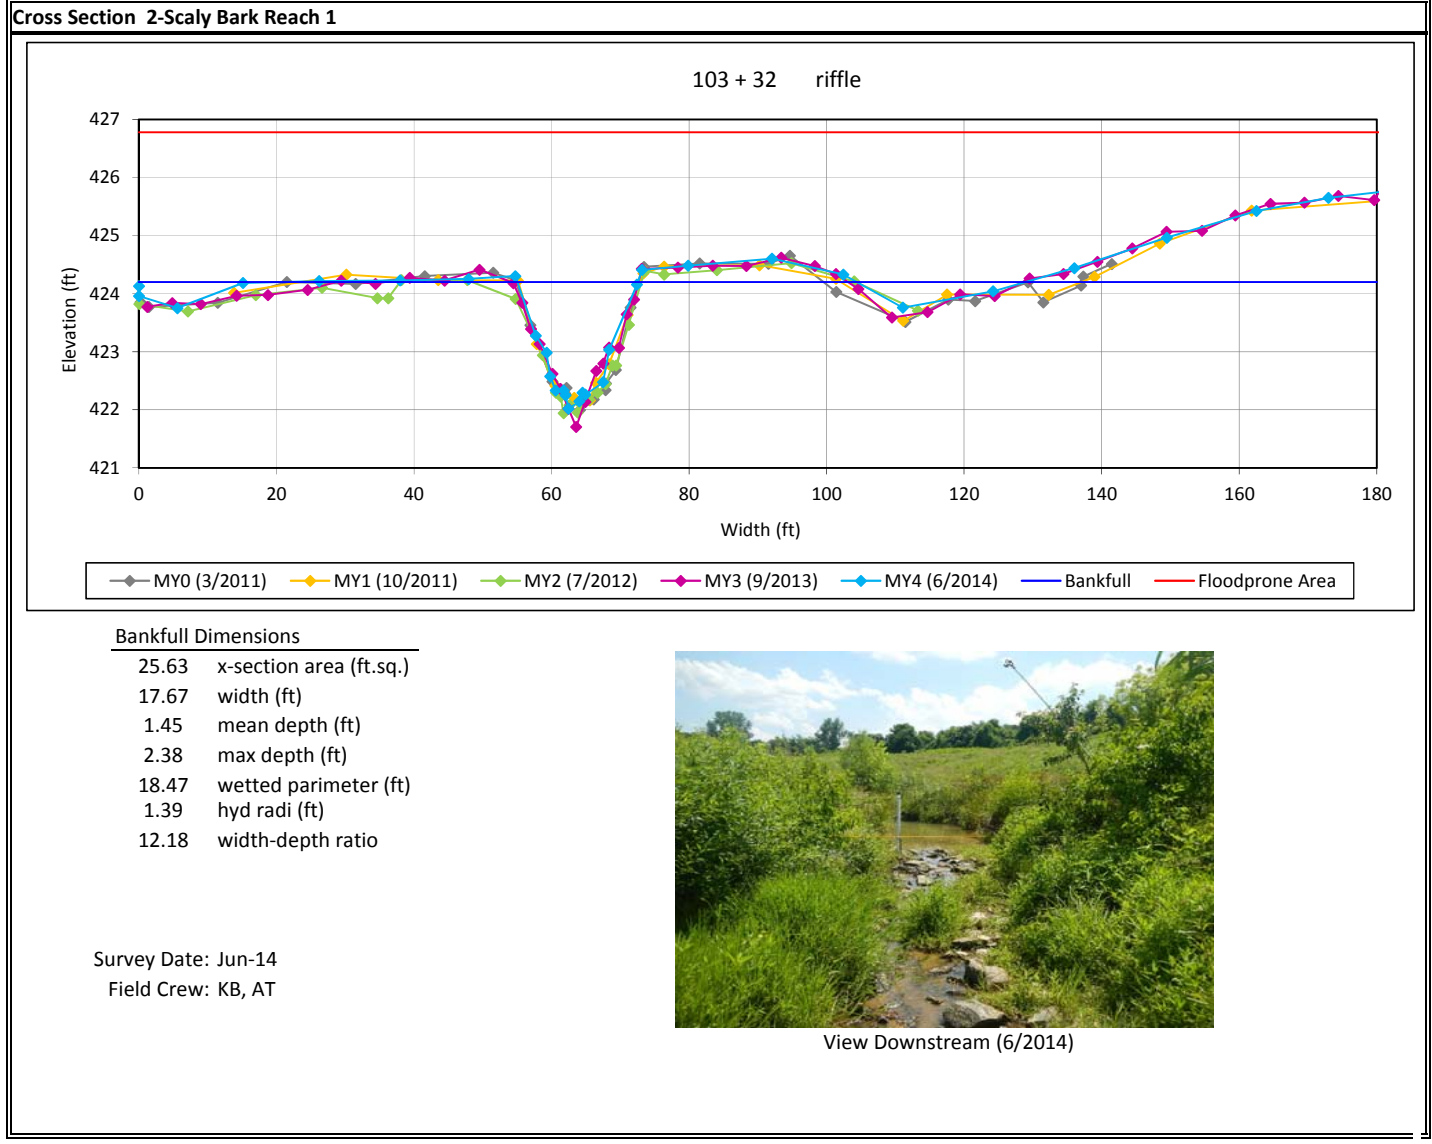 Cross Section 2-Scaly Bark Reach 1
103 + 32 riffle
427
426
425
424
423
422
421
Elevation (ft)
0 20 40 60 80 100 120 140 160 180
Width (ft)
MY0 (3/2011) MY1 (10/2011) MY2 (7/2012) MY3 (9/2013) MY4 (6/2014) Bankfull Floodprone Area
Bankfull Dimensions
25.63 x-section area (ft.sq.)
17.67 width (ft)
1.45 mean depth (ft)
2.38 max depth (ft)
18.47 wetted parimeter (ft)
1.39 hyd radi (ft)
12.18 width-depth ratio
Survey Date: Jun-14
Field Crew: KB, AT
View Downstream (6/2014)